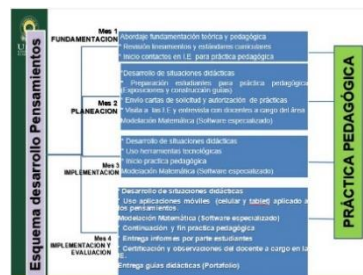 Esquema desarrollo Pensamientos
Mes 1
FUNDAMENTACION
Abordaje fundamentación teórica y pedagógica
* Revisión lineamientos y estándares curriculares
* Inicio contactos en I.E. para práctica pedagógica
Mes 2
PLANEACION
*Desarrollo de situaciones didácticas
* Preparación estudiantes para práctica pedagógica
(Exposiciones y construcción guías)
* Envío cartas de solicitud y autorización de prácticas
*Visita a las I.E y entrevista con docentes a cargo del área
Modelación Matemática (Software especializado)
Mes 3
IMPLEMENTACION
* Desarrollo de situaciones didácticas
* Uso herramientas tecnológicas
* Inicio practica pedagógica
Modelación Matemática (Software especializado)
Mes 4
IMPLEMENTACION Y
EVALUACION
* Desarrollo de situaciones didácticas
* Uso aplicaciones móviles (celular y tablet) aplicado a
los pensamientos.
Modelación Matemática (Software especializado)
* Continuación y fin practica pedagógica
* Entrega informes por parte estudiantes
* Certificación y observaciones del docente a cargo en la
IE.
Entrega guías didácticas (Portafolio)
PRÁCTICA PEDAGÓGICA